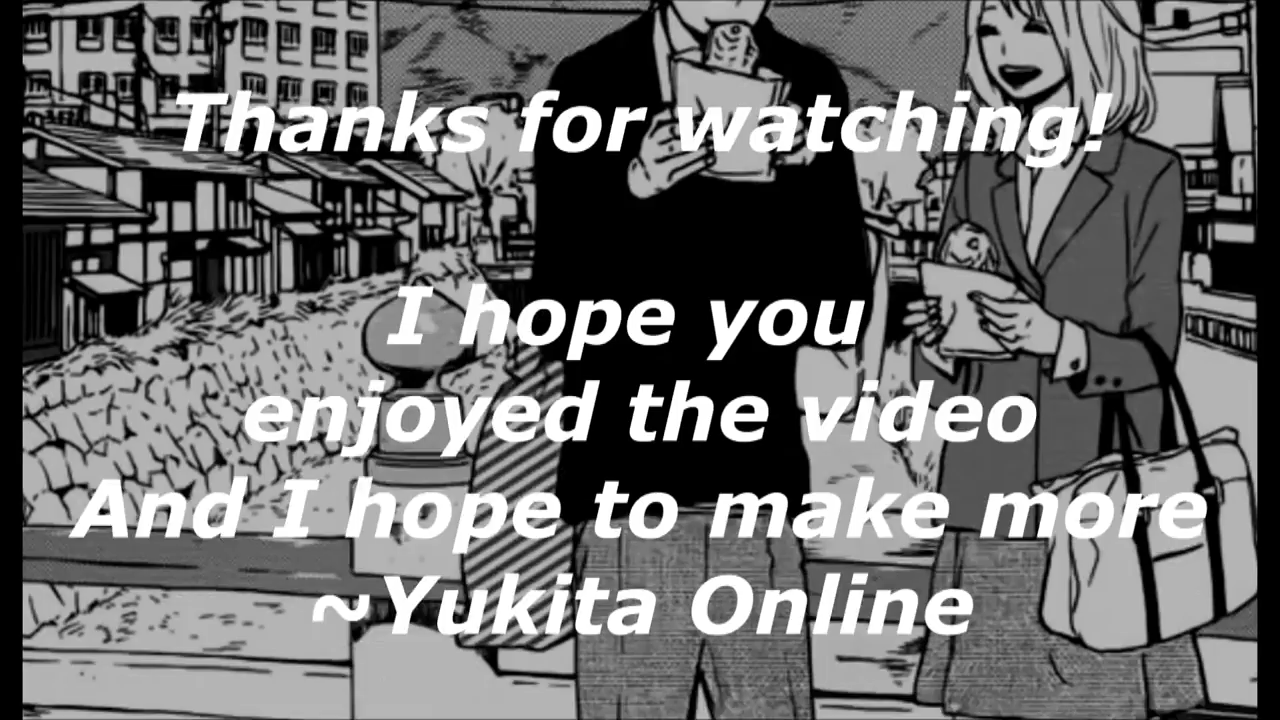 Thanks for watching!
I hope you
enjoyed the video
And I hope to make more
~Yukita Online